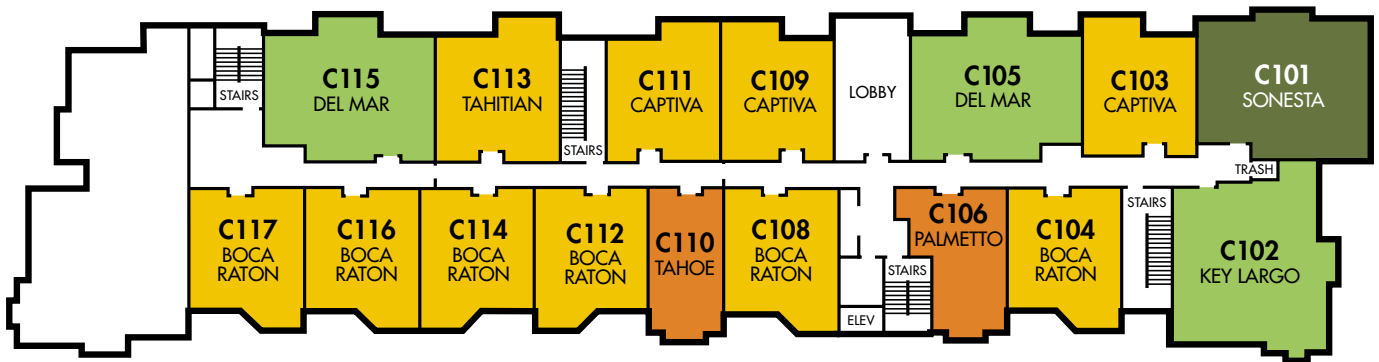 C115
DEL MAR
STAIRS
C113
TAHITIAN
STAIRS
C111
CAPTIVA
C109
CAPTIVA
LOBBY
C105
DEL MAR
C103
CAPTIVA
C101
SONESTA
TRASH
C117
BOCA
RATON
C116
BOCA
RATON
C114
BOCA
RATON
C112
BOCA
RATON
C110
TAHOE
C108
BOCA
RATON
ELEV
STAIRS
C106
PALMETTO
C104
BOCA
RATON
STAIRS
C102
KEY LARGO